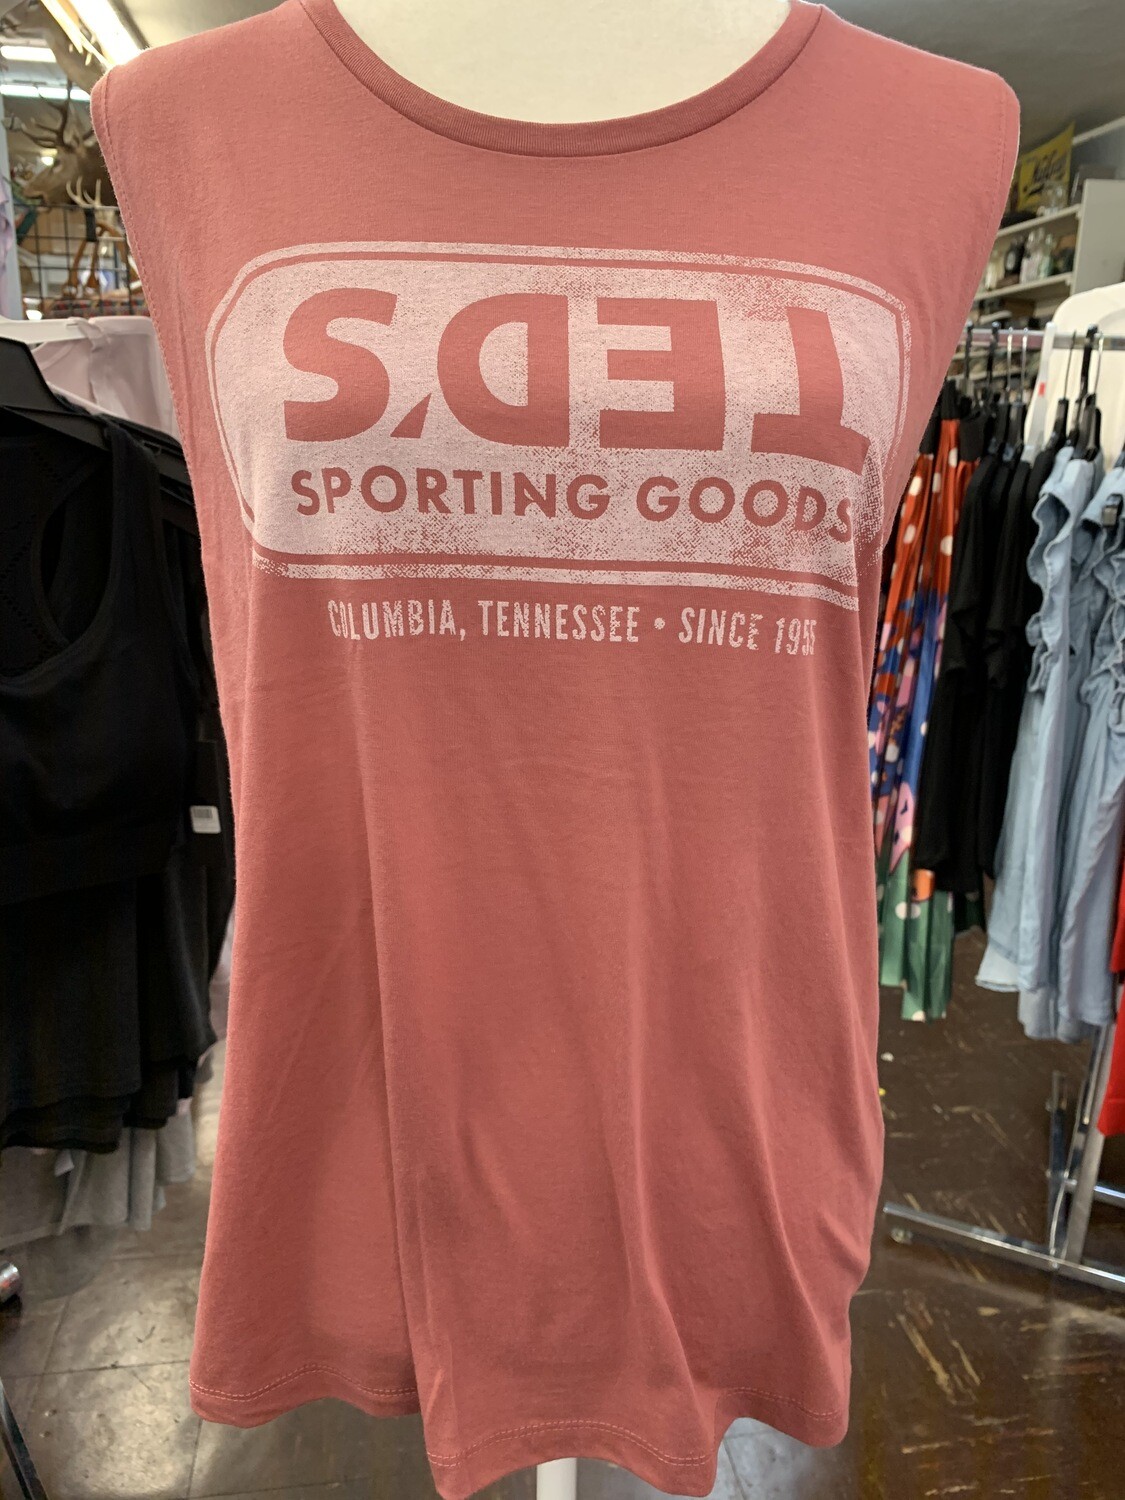 TED'S
SPORTING GOODS
COLUMBIA, TENNESSEE • SINCE 1955